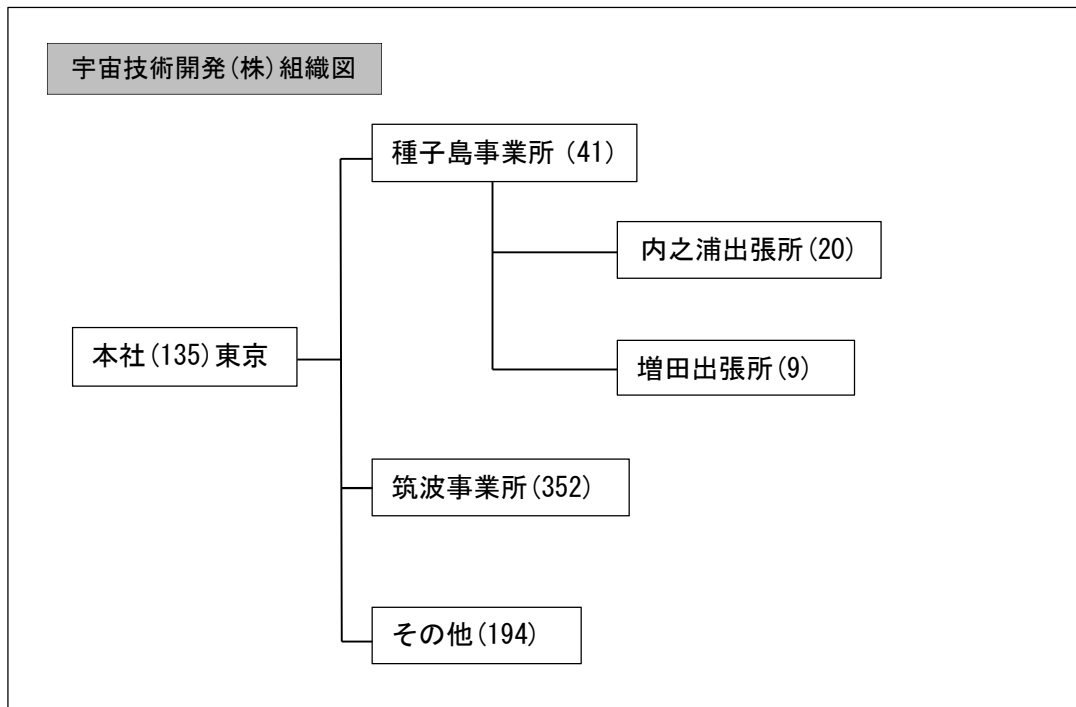 宇宙技術開発(株)組織図
種子島事業所 (41)
内之浦出張所(20)
本社(135)東京
増田出張所(9)
筑波事業所(352)
その他(194)